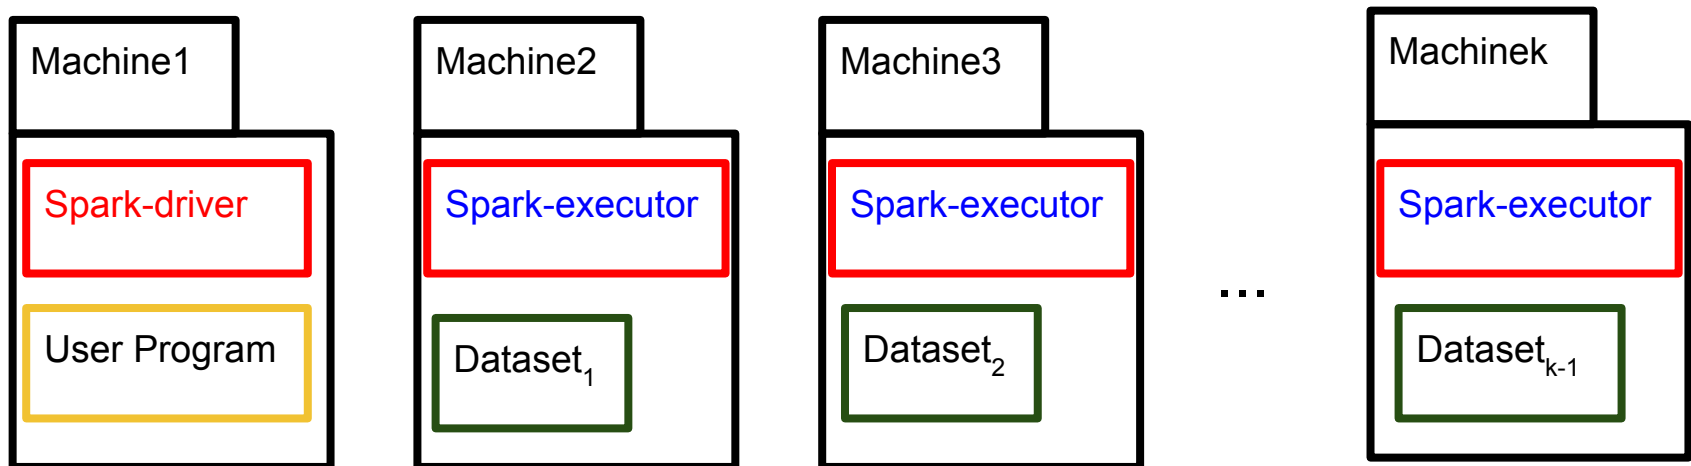 Machine1
Spark-driver
User Program
Machine2
Spark-executor
Dataset₁
Machine3
Spark-executor
Dataset₂
...
Machinek
Spark-executor
Datasetₖ₋₁